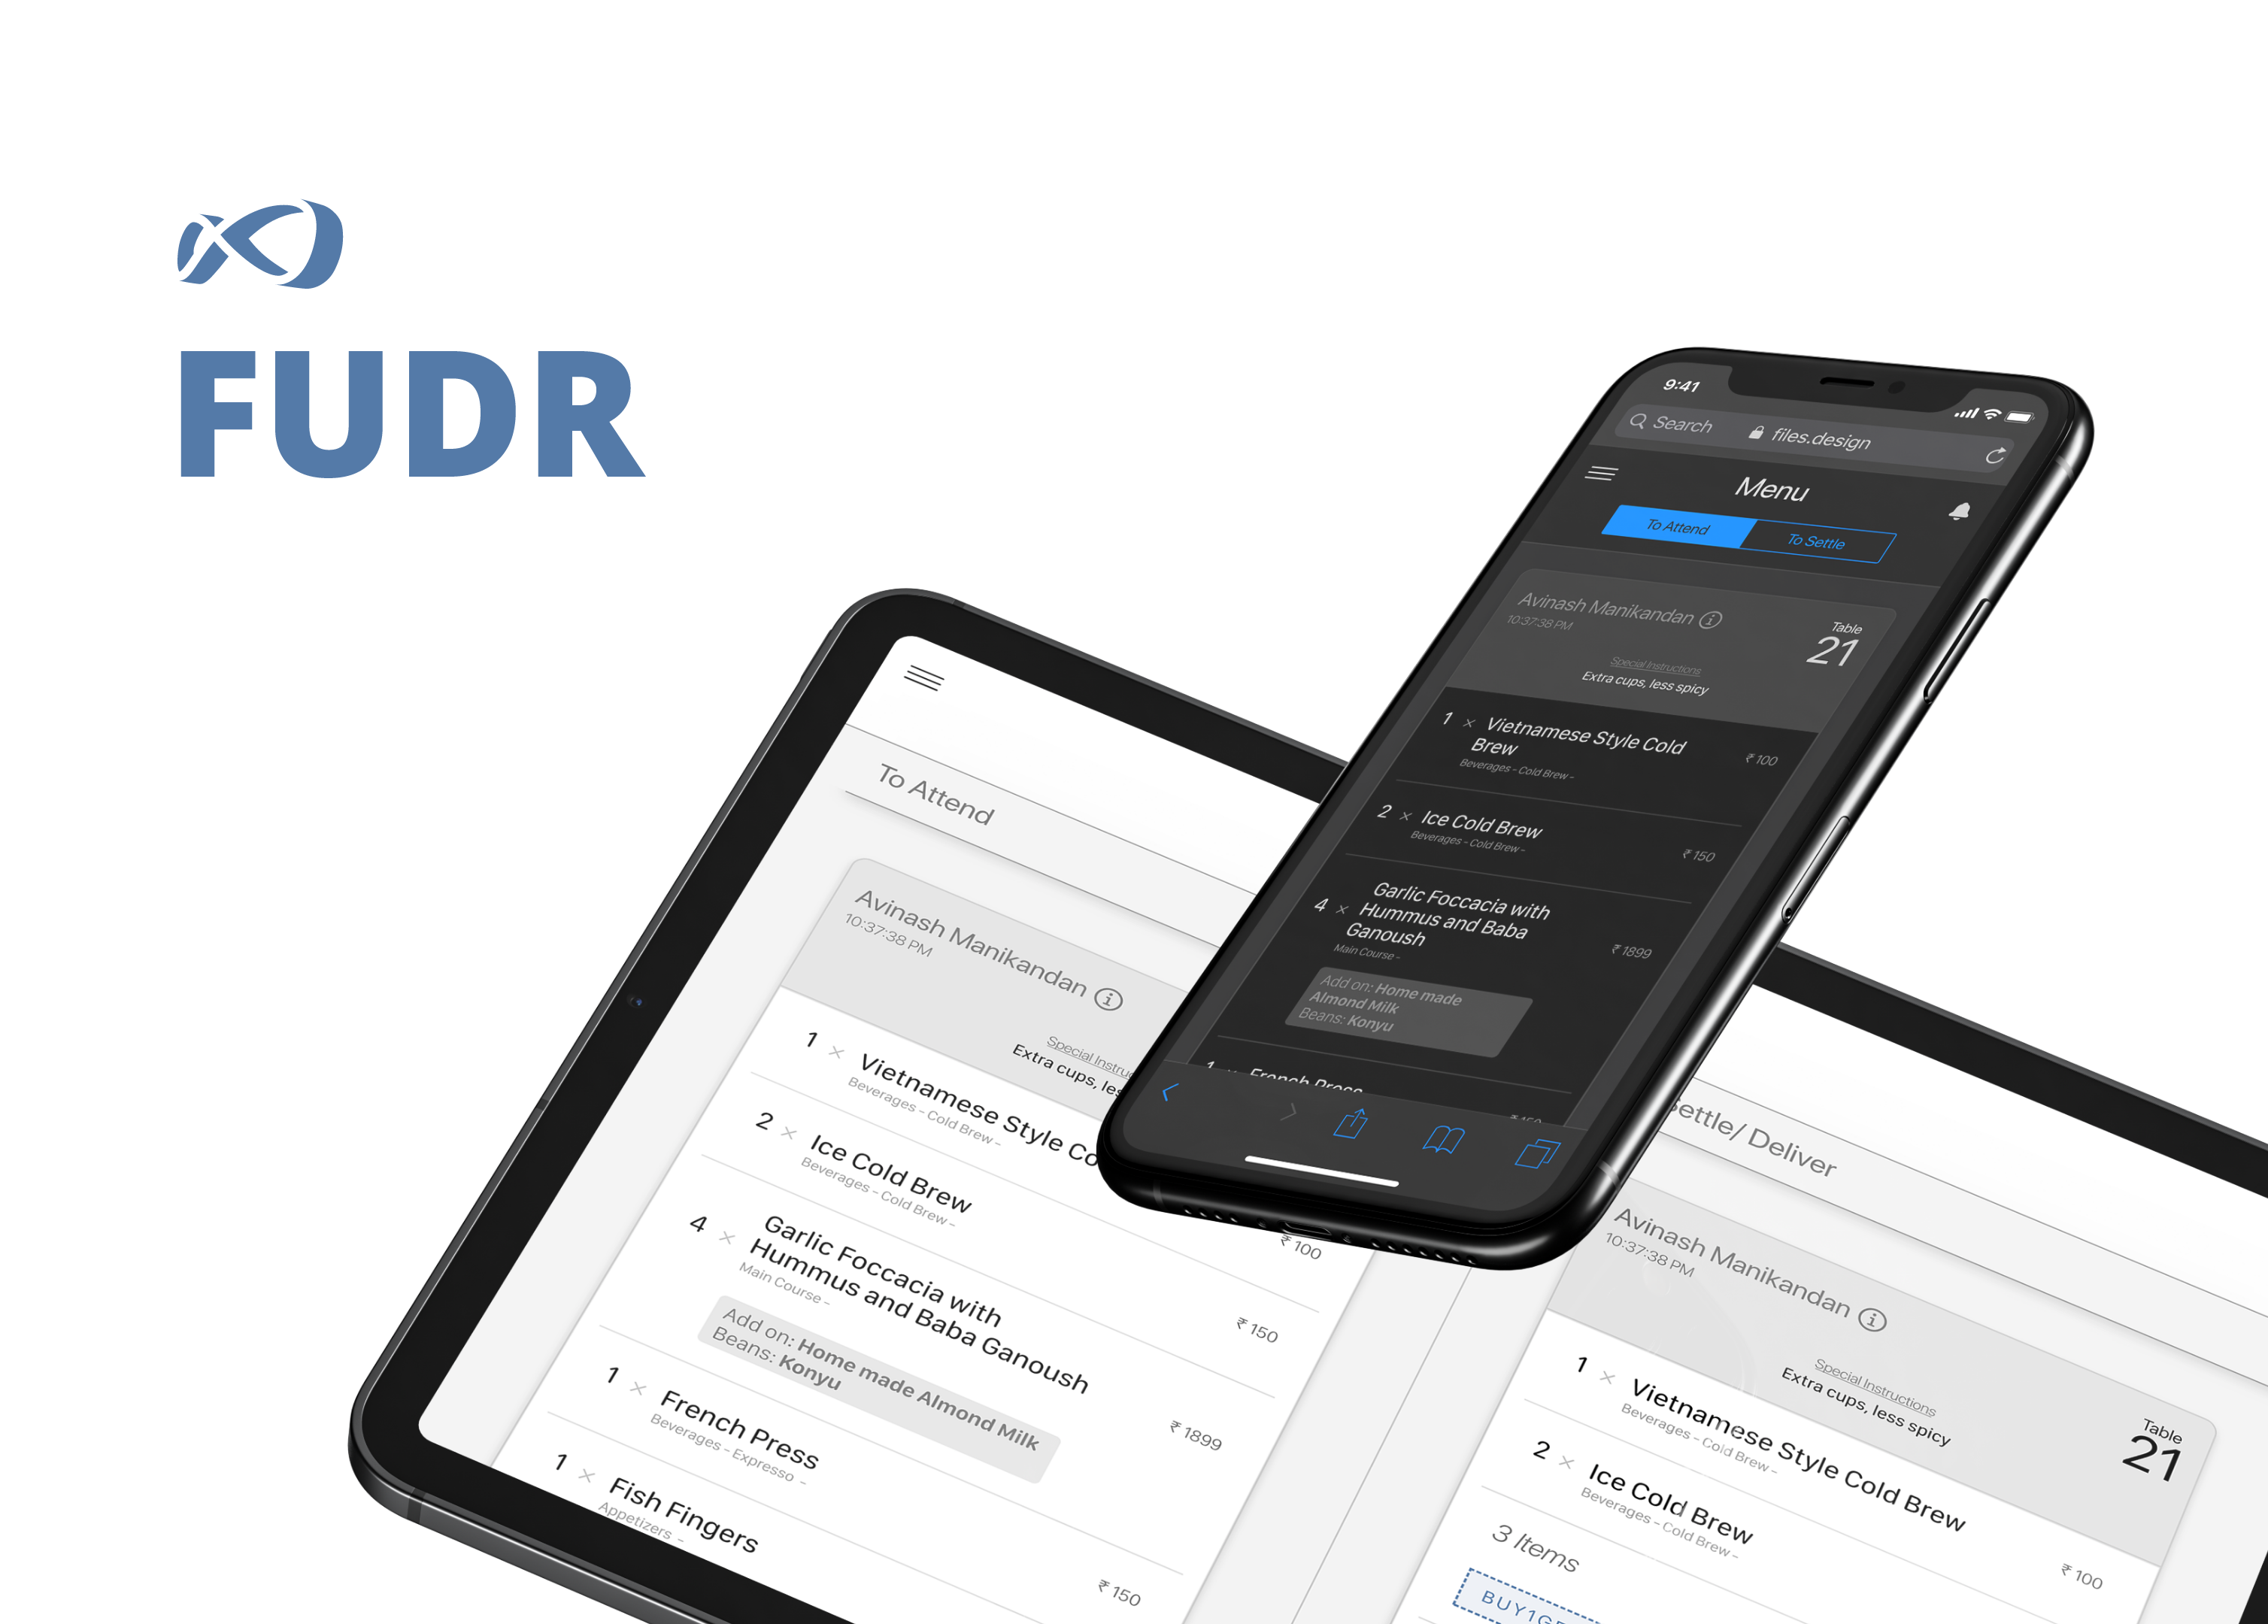 FUDR
9:41
Search
files.design
Menu
To Attend
To Settle
Avinash Manikandan
10:37:38 PM
Table
21
Special Instructions
Extra cups, less spicy
1 × Vietnamese Style Cold
Brew
₹ 100
Beverages - Cold Brew -
2 × Ice Cold Brew
₹ 150
Beverages - Cold Brew -
4 × Garlic Foccacia with
Hummus and Baba
Ganoush
₹ 1899
Main Course -
Add on: Home made
Almond Milk
Beans: Konyu
1 × French Press
₹ 150
To Attend
Avinash Manikandan
10:37:38 PM
Special Instruc
Extra cups, les
1 × Vietnamese Style Co
₹ 100
Beverages - Cold Brew -
2 × Ice Cold Brew
₹ 150
Beverages - Cold Brew -
4 × Garlic Foccacia with
Hummus and Baba Ganoush
₹ 1899
Main Course -
Add on: Home made Almond Milk
Beans: Konyu
1 × French Press
₹ 150
Beverages - Expresso -
1 × Fish Fingers
Appetizers -
Settle/ Deliver
Avinash Manikandan
10:37:38 PM
Special Instructions
Extra cups, less spicy
Table
21
1 × Vietnamese Style Cold Brew
₹ 100
Beverages - Cold Brew -
2 × Ice Cold Brew
Beverages - Cold Brew -
3 Items
BUY1G